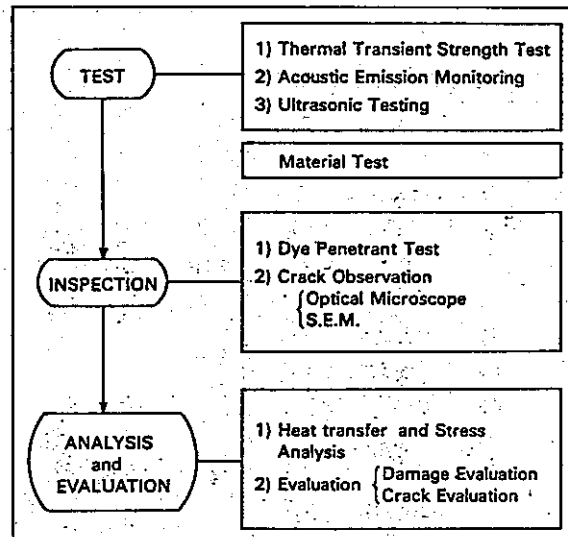 TEST
1) Thermal Transient Strength Test
2) Acoustic Emission Monitoring
3) Ultrasonic Testing
Material Test
INSPECTION
1) Dye Penetrant Test
2) Crack Observation
Optical Microscope
S.E.M.
ANALYSIS
and
EVALUATION
1) Heat transfer and Stress
Analysis
2) Evaluation { Damage Evaluation
Crack Evaluation